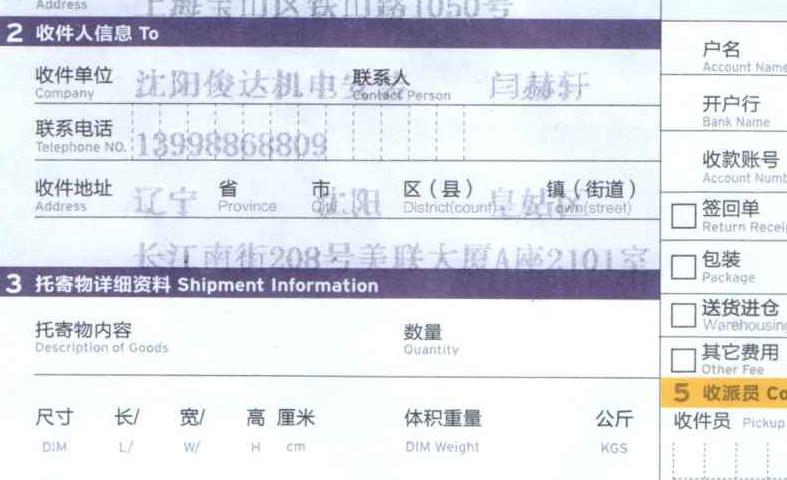 Address 上海宝山区铁山路1050号
2 收件人信息 To
收件单位 沈阳俊达机电安装 联系人 闫赫轩
Company Contact Person
联系电话 13998868809
Telephone NO.
收件地址 辽宁 省 沈阳 市 区（县） 皇姑 镇（街道）
Address Province City District(count) Town(street)
长江南街208号美联大厦A座2101室
3 托寄物详细资料 Shipment Information
托寄物内容 数量
Description of Goods Quantity
尺寸 长/ 宽/ 高 厘米 体积重量 公斤
DIM L/ W/ H cm DIM Weight KGS
户名
Account Name
开户行
Bank Name
收款账号
Account Numb
签回单
Return Recei
包装
Package
送货进仓
Warehousing
其它费用
Other Fee
5 收派员 Co
收件员 Pickup